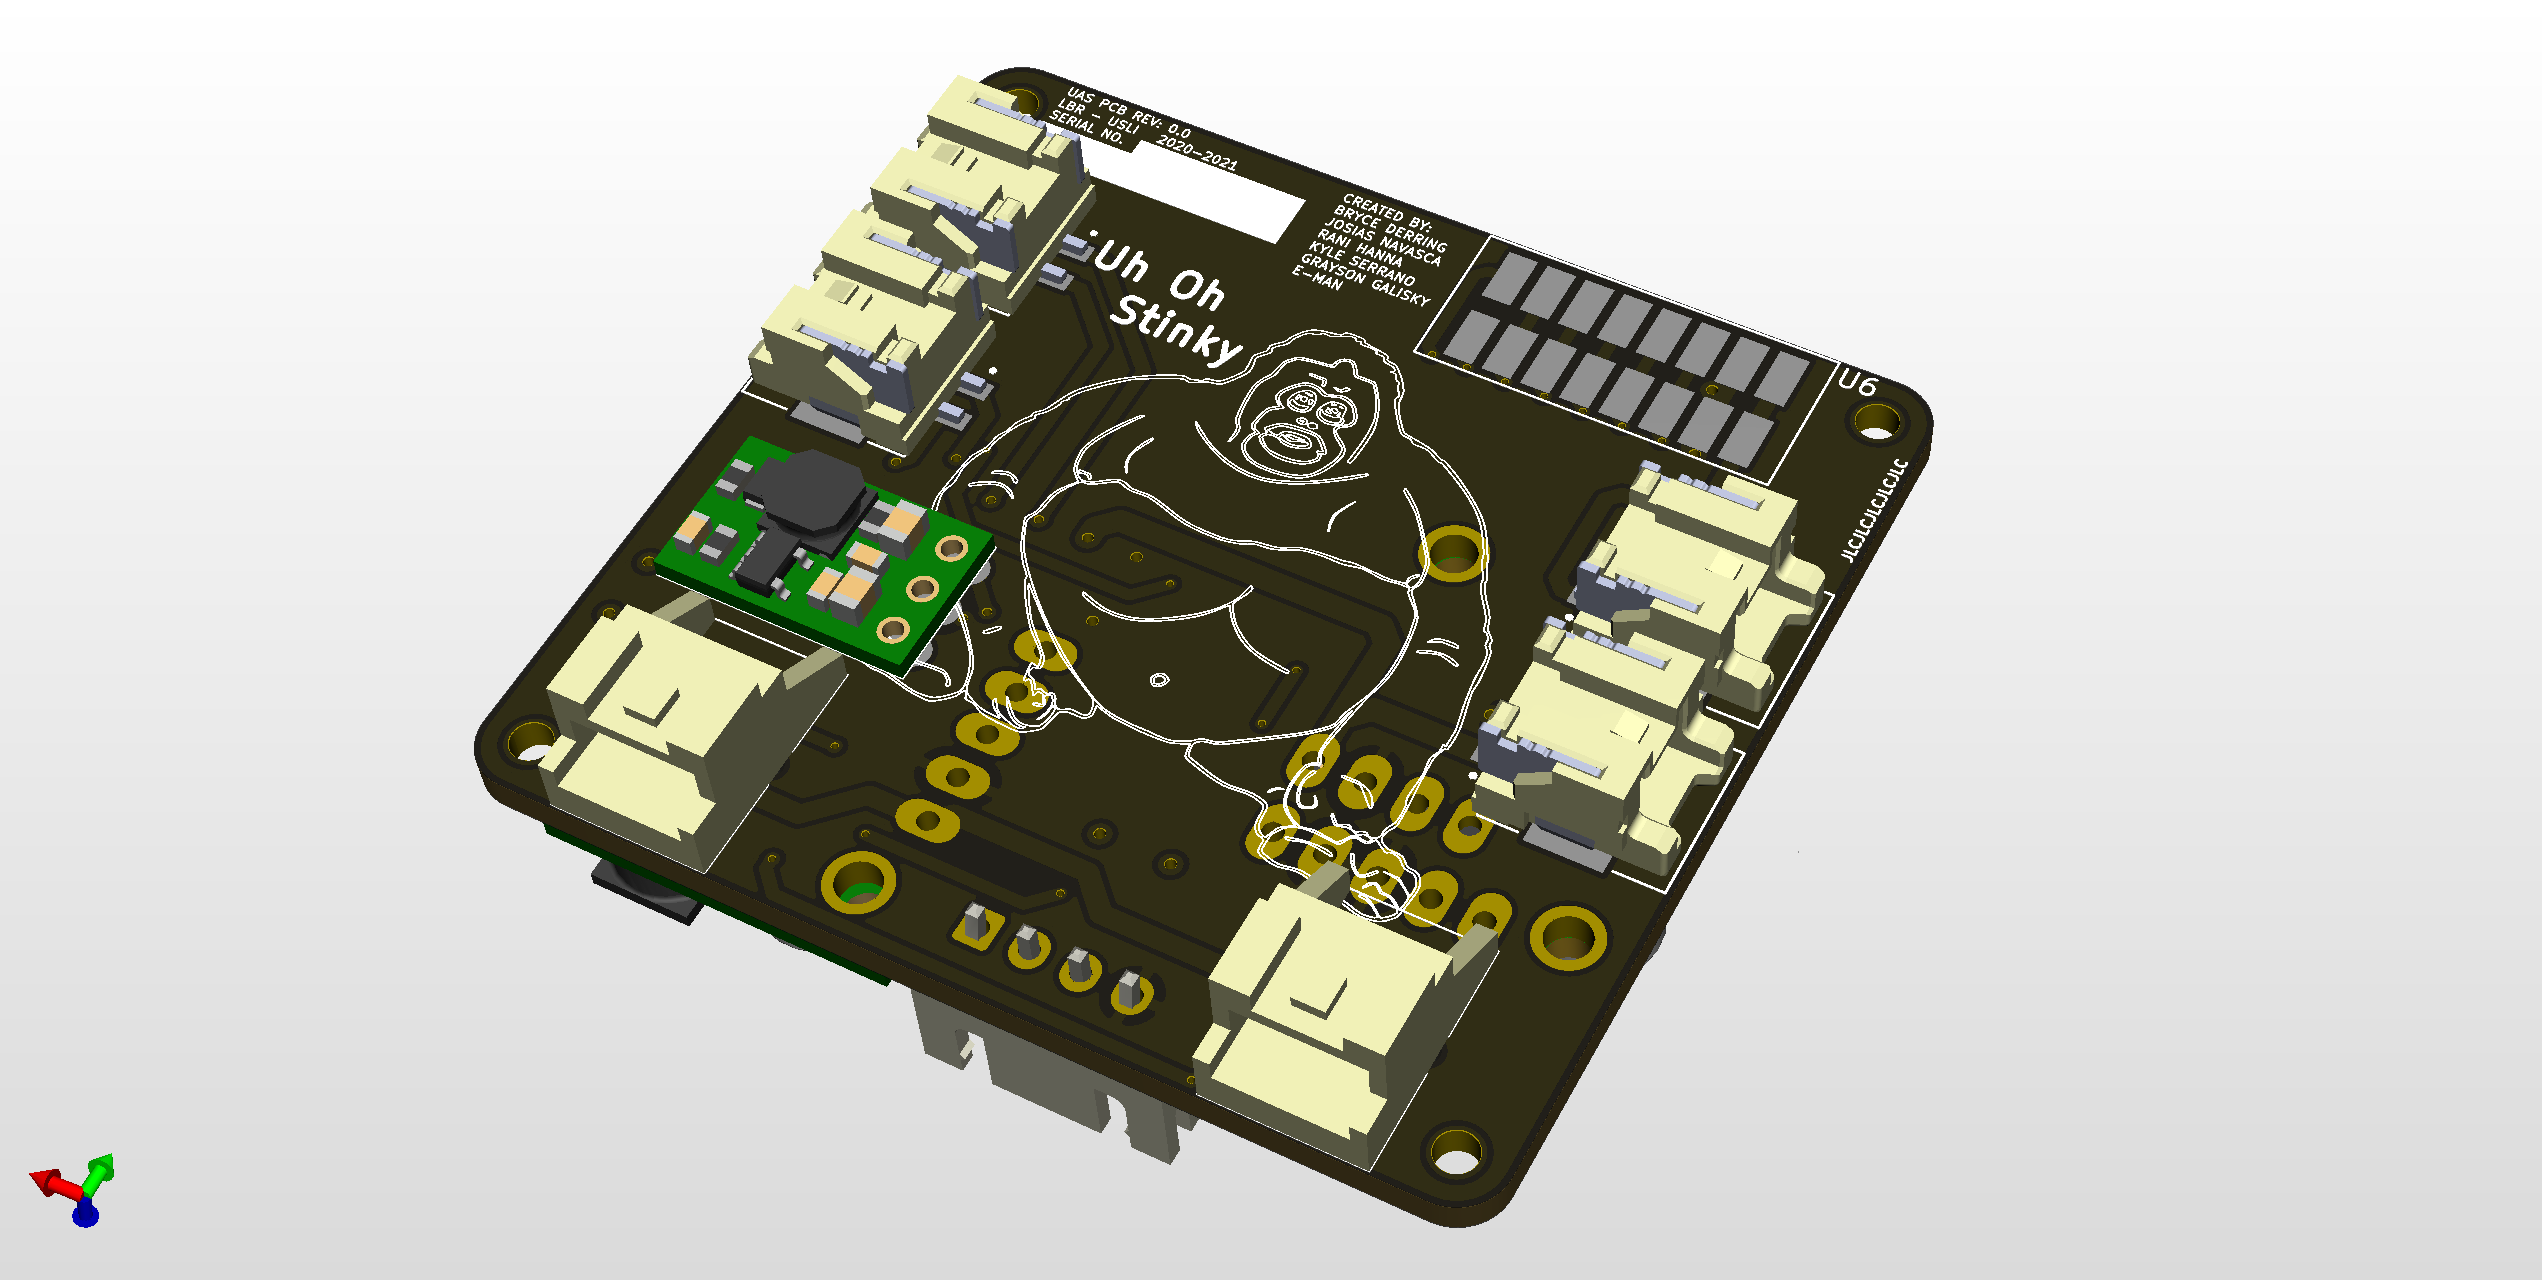 UAS PCB REV: 0.0
LBR - USLI 2020-2021
SERIAL NO.
CREATED BY:
BRYCE DERRING
JOSIAS NAVASCA
RANI HANNA
KYLE SERRANO
GRAYSON GALISKY
E-MAN
Uh Oh
Stinky
U6
JLCJLCJLCJLC